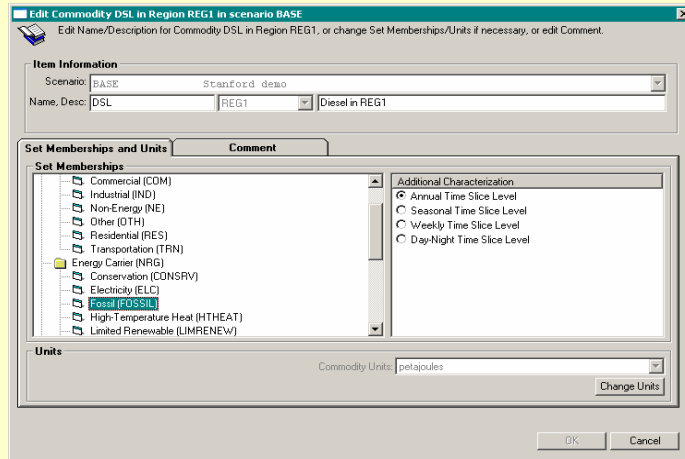 Edit Commodity DSL in Region REG1 in scenario BASE
Edit Name/Description for Commodity DSL in Region REG1, or change Set Memberships/Units if necessary, or edit Comment.
Item Information
Scenario: BASE Stanford demo
Name, Desc: DSL REG1 Diesel in REG1
Set Memberships and Units Comment
Set Memberships
Commercial (COM)
Industrial (IND)
Non-Energy (NE)
Other (OTH)
Residential (RES)
Transportation (TRN)
Energy Carrier (NRG)
Conservation (CONSRV)
Electricity (ELC)
Fossil (FOSSIL)
High-Temperature Heat (HTHEAT)
Limited Renewable (LIMRENEW)
Additional Characterization
Annual Time Slice Level
Seasonal Time Slice Level
Weekly Time Slice Level
Day-Night Time Slice Level
Units
Commodity Units: petajoules
Change Units
OK Cancel